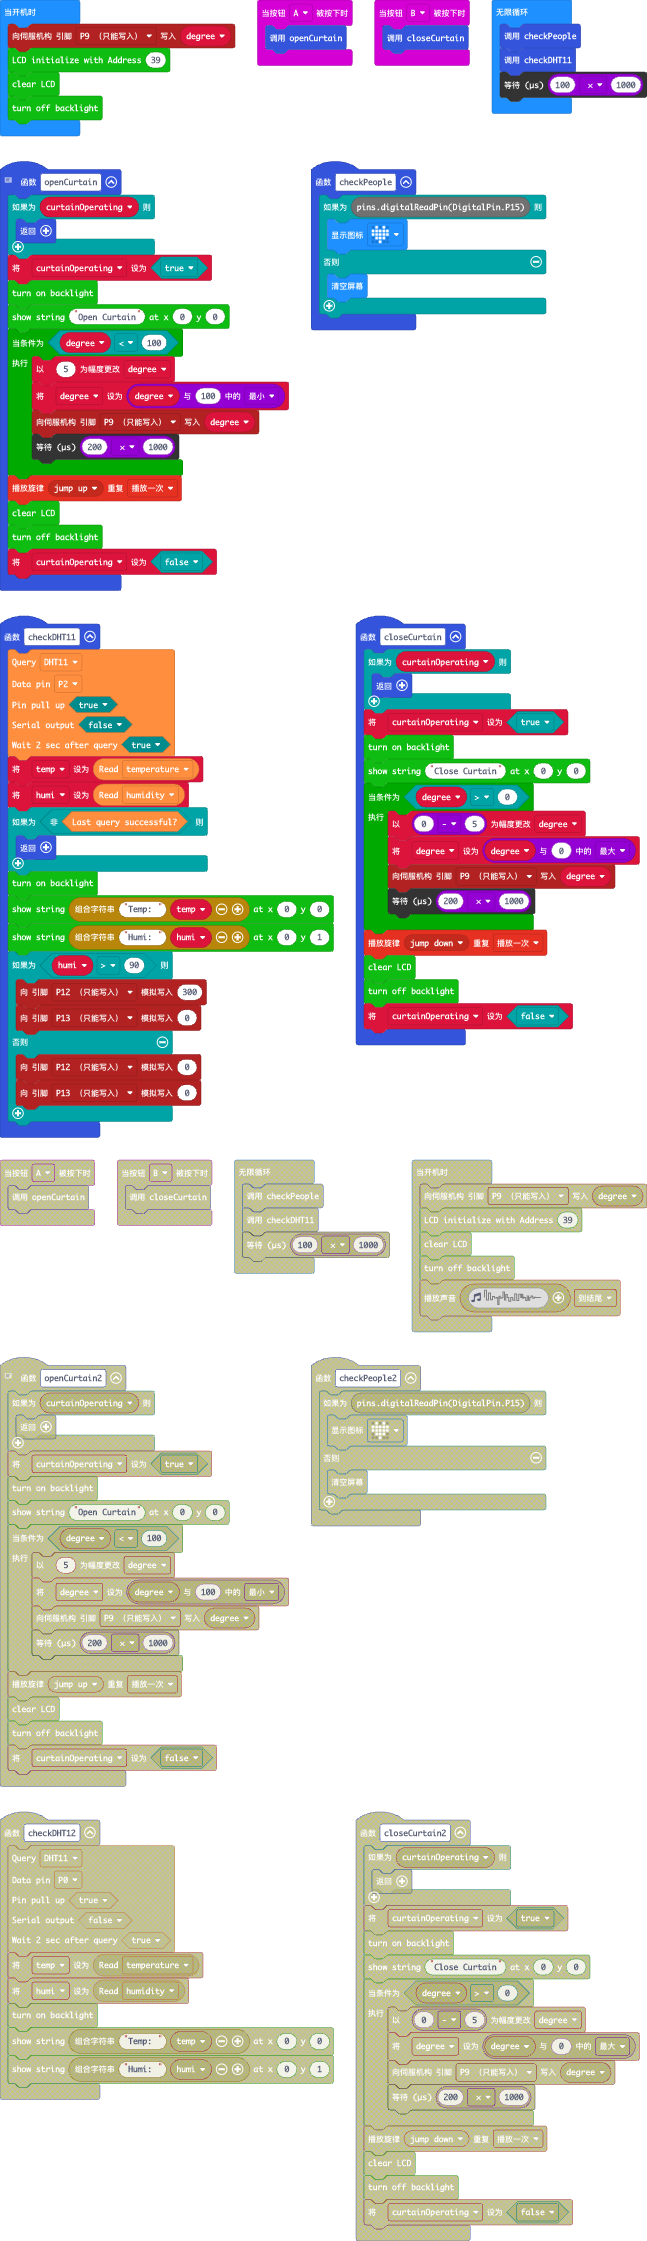 当开机时
向伺服机构 引脚 P9 (只能写入) 写入 degree
LCD initialize with Address 39
clear LCD
turn off backlight
当按钮 A 被按下时
调用 openCurtain
当按钮 B 被按下时
调用 closeCurtain
无限循环
调用 checkPeople
调用 checkDHT11
等待 (µs) 100 × 1000
函数 openCurtain
如果为 curtainOperating 则
返回
将 curtainOperating 设为 true
turn on backlight
show string "Open Curtain" at x 0 y 0
当条件为 degree < 100
执行 以 5 为幅度更改 degree
将 degree 设为 degree 与 100 中的 最小
向伺服机构 引脚 P9 (只能写入) 写入 degree
等待 (µs) 200 × 1000
播放旋律 jump up 重复 播放一次
clear LCD
turn off backlight
将 curtainOperating 设为 false
函数 checkPeople
如果为 pins.digitalReadPin(DigitalPin.P15) 则
显示图标
否则
清空屏幕
函数 checkDHT11
Query DHT11
Data pin P2
Pin pull up true
Serial output false
Wait 2 sec after query true
将 temp 设为 Read temperature
将 humi 设为 Read humidity
如果为 非 Last query successful? 则
返回
turn on backlight
show string 组合字符串 "Temp: " temp at x 0 y 0
show string 组合字符串 "Humi: " humi at x 0 y 1
如果为 humi > 90 则
向 引脚 P12 (只能写入) 模拟写入 300
向 引脚 P13 (只能写入) 模拟写入 0
否则
向 引脚 P12 (只能写入) 模拟写入 0
向 引脚 P13 (只能写入) 模拟写入 0
函数 closeCurtain
如果为 curtainOperating 则
返回
将 curtainOperating 设为 true
turn on backlight
show string "Close Curtain" at x 0 y 0
当条件为 degree > 0
执行 以 0 - 5 为幅度更改 degree
将 degree 设为 degree 与 0 中的 最大
向伺服机构 引脚 P9 (只能写入) 写入 degree
等待 (µs) 200 × 1000
播放旋律 jump down 重复 播放一次
clear LCD
turn off backlight
将 curtainOperating 设为 false
当按钮 A 被按下时
调用 openCurtain
当按钮 B 被按下时
调用 closeCurtain
无限循环
调用 checkPeople
调用 checkDHT11
等待 (µs) 100 × 1000
当开机时
向伺服机构 引脚 P9 (只能写入) 写入 degree
LCD initialize with Address 39
clear LCD
turn off backlight
播放声音 到结尾
函数 openCurtain2
如果为 curtainOperating 则
返回
将 curtainOperating 设为 true
turn on backlight
show string "Open Curtain" at x 0 y 0
当条件为 degree < 100
执行 以 5 为幅度更改 degree
将 degree 设为 degree 与 100 中的 最小
向伺服机构 引脚 P9 (只能写入) 写入 degree
等待 (µs) 200 × 1000
播放旋律 jump up 重复 播放一次
clear LCD
turn off backlight
将 curtainOperating 设为 false
函数 checkPeople2
如果为 pins.digitalReadPin(DigitalPin.P15) 则
显示图标
否则
清空屏幕
函数 checkDHT12
Query DHT11
Data pin P0
Pin pull up true
Serial output false
Wait 2 sec after query true
将 temp 设为 Read temperature
将 humi 设为 Read humidity
turn on backlight
show string 组合字符串 "Temp: " temp at x 0 y 0
show string 组合字符串 "Humi: " humi at x 0 y 1
函数 closeCurtain2
如果为 curtainOperating 则
返回
将 curtainOperating 设为 true
turn on backlight
show string "Close Curtain" at x 0 y 0
当条件为 degree > 0
执行 以 0 - 5 为幅度更改 degree
将 degree 设为 degree 与 0 中的 最大
向伺服机构 引脚 P9 (只能写入) 写入 degree
等待 (µs) 200 × 1000
播放旋律 jump down 重复 播放一次
clear LCD
turn off backlight
将 curtainOperating 设为 false